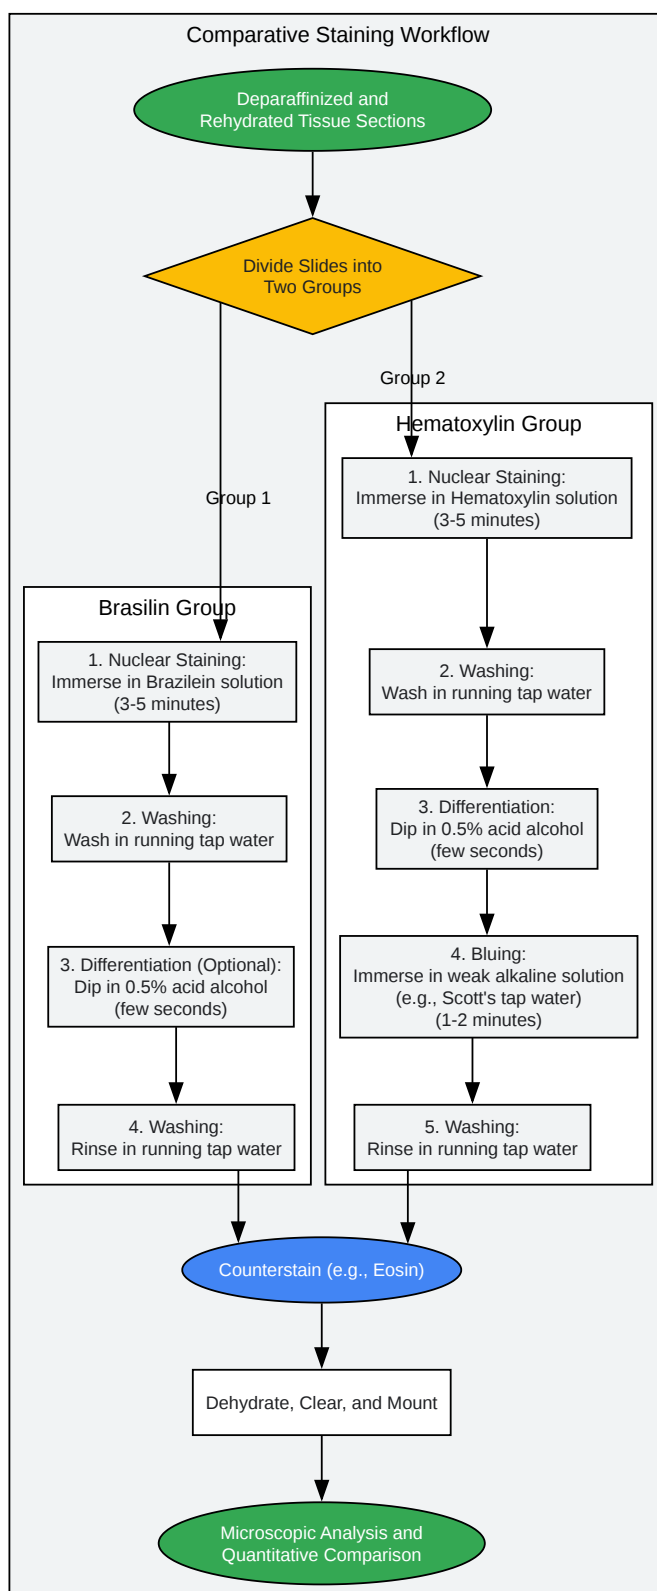 Comparative Staining Workflow
Deparaffinized and
Rehydrated Tissue Sections
Divide Slides into
Two Groups
Group 1
Brasilin Group
1. Nuclear Staining:
Immerse in Brazilein solution
(3-5 minutes)
2. Washing:
Wash in running tap water
3. Differentiation (Optional):
Dip in 0.5% acid alcohol
(few seconds)
4. Washing:
Rinse in running tap water
Group 2
Hematoxylin Group
1. Nuclear Staining:
Immerse in Hematoxylin solution
(3-5 minutes)
2. Washing:
Wash in running tap water
3. Differentiation:
Dip in 0.5% acid alcohol
(few seconds)
4. Bluing:
Immerse in weak alkaline solution
(e.g., Scott's tap water)
(1-2 minutes)
5. Washing:
Rinse in running tap water
Counterstain (e.g., Eosin)
Dehydrate, Clear, and Mount
Microscopic Analysis and
Quantitative Comparison